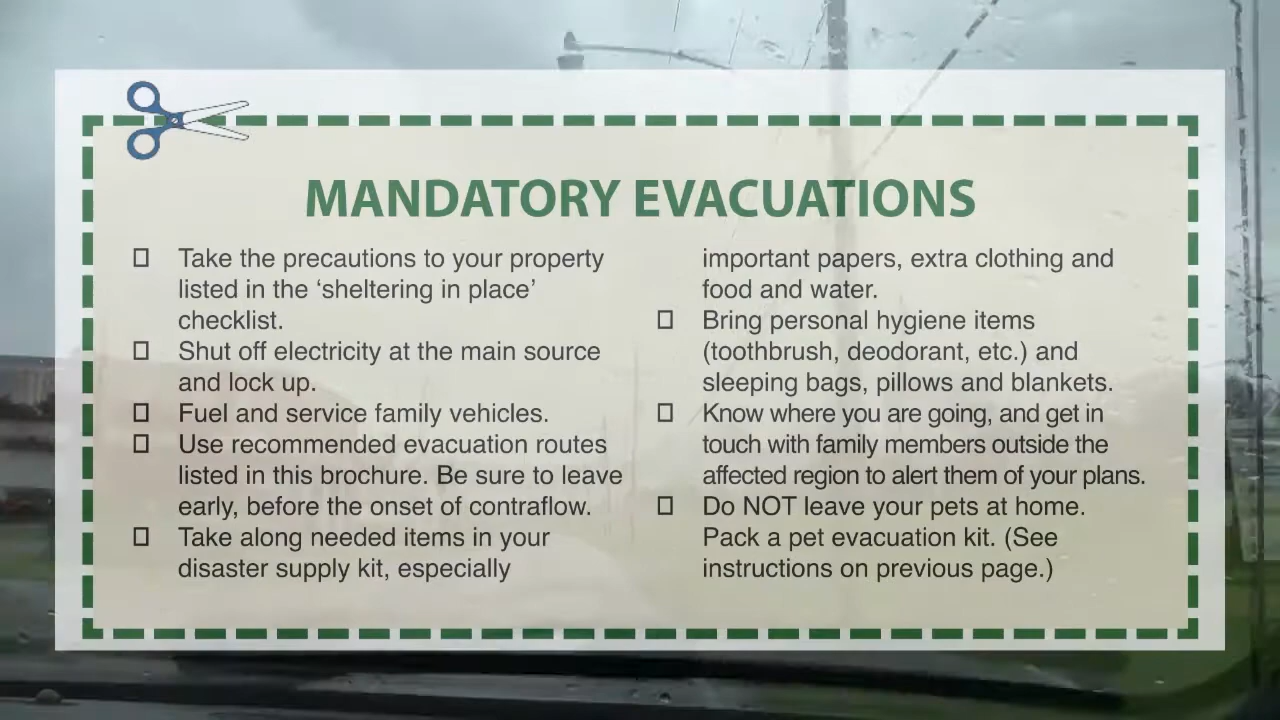 MANDATORY EVACUATIONS
Take the precautions to your property
listed in the ‘sheltering in place’
checklist.
Shut off electricity at the main source
and lock up.
Fuel and service family vehicles.
Use recommended evacuation routes
listed in this brochure. Be sure to leave
early, before the onset of contraflow.
Take along needed items in your
disaster supply kit, especially
important papers, extra clothing and
food and water.
Bring personal hygiene items
(toothbrush, deodorant, etc.) and
sleeping bags, pillows and blankets.
Know where you are going, and get in
touch with family members outside the
affected region to alert them of your plans.
Do NOT leave your pets at home.
Pack a pet evacuation kit. (See
instructions on previous page.)